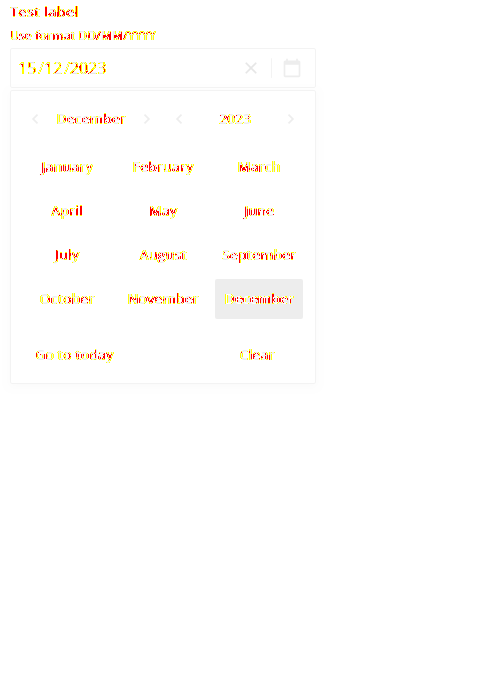 Test label
Use format DD/MM/YYYY
15/12/2023
December 2023
January February March
April May June
July August September
October November December
Go to today Clear